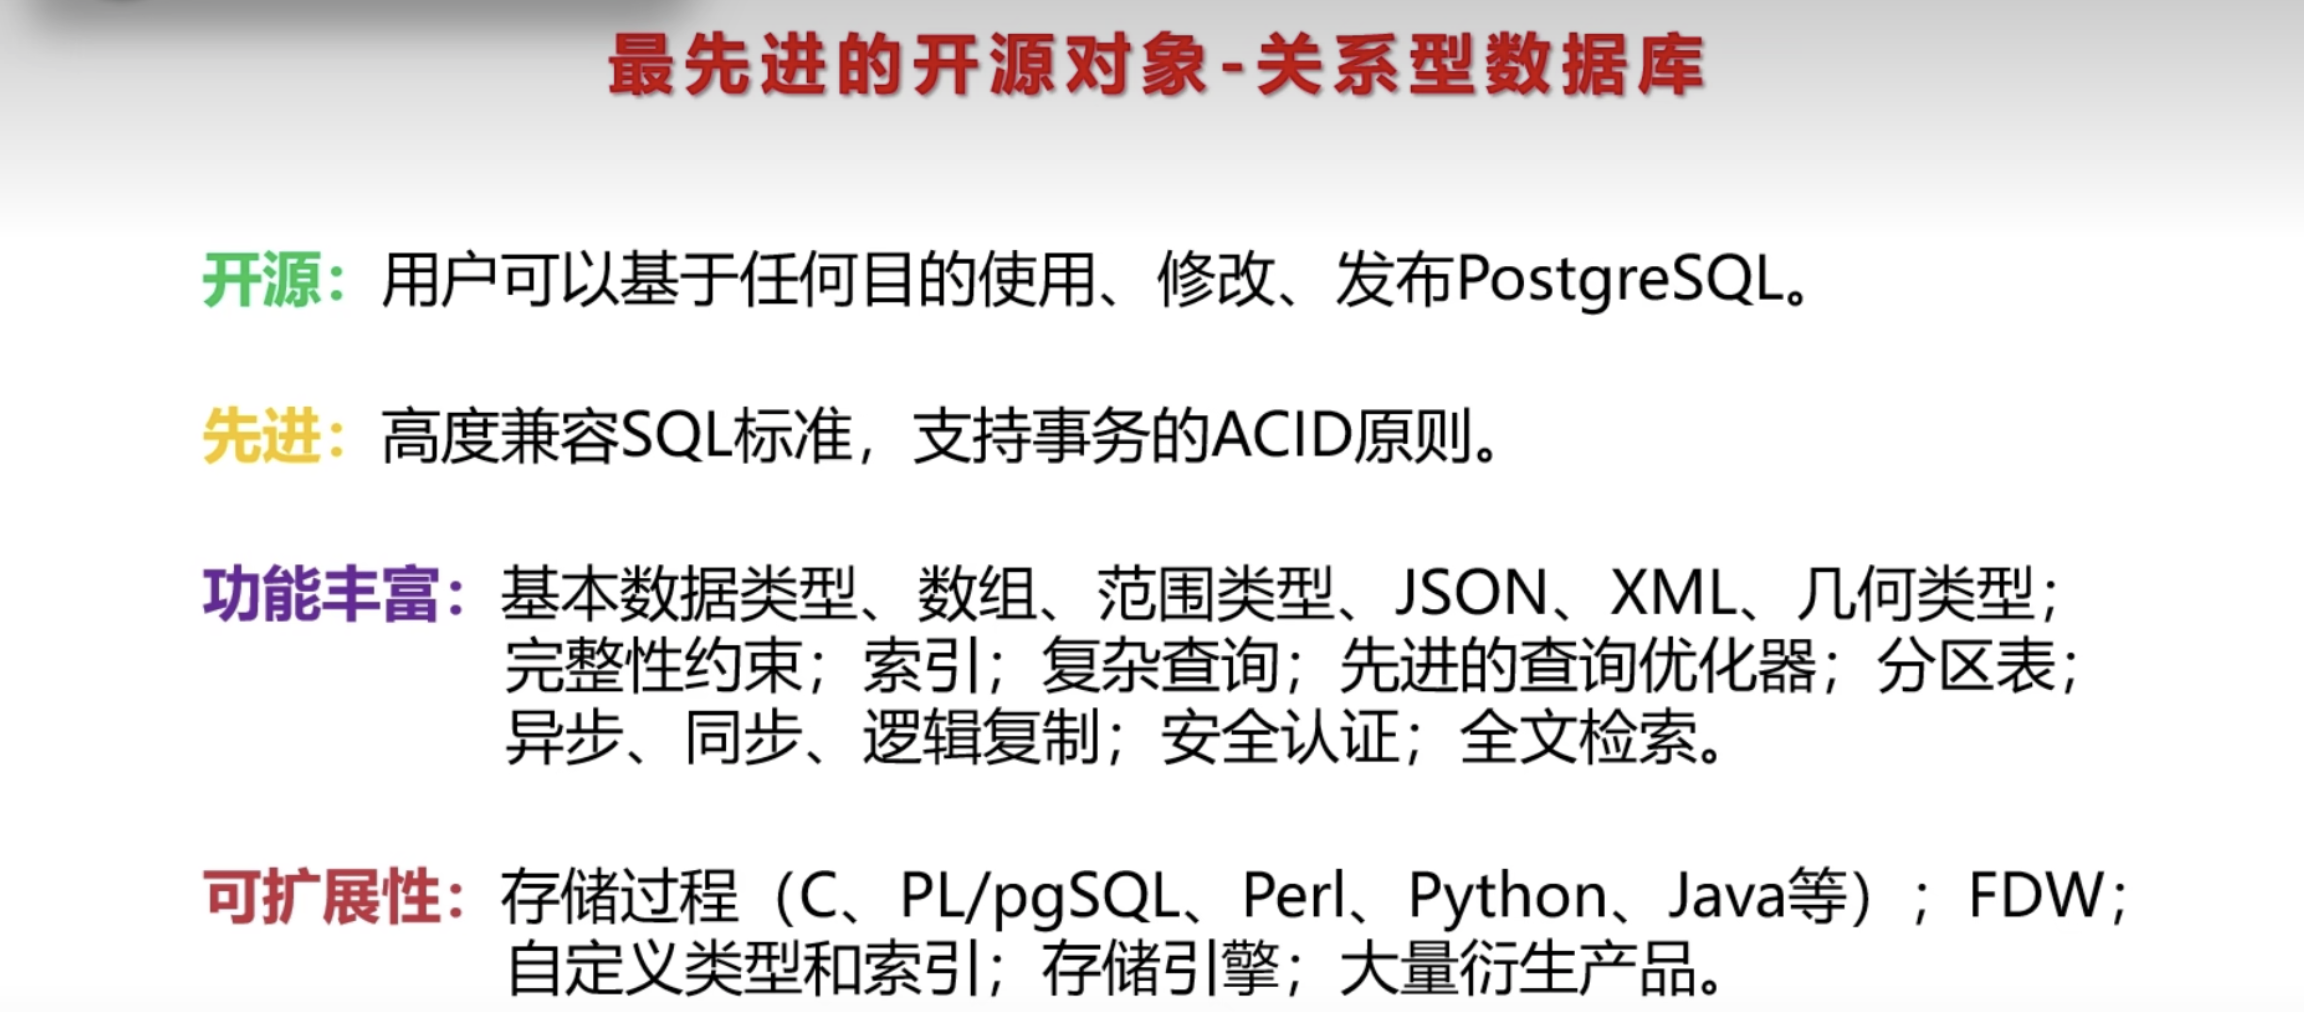 最先进的开源对象-关系型数据库
开源：用户可以基于任何目的使用、修改、发布PostgreSQL。
先进：高度兼容SQL标准，支持事务的ACID原则。
功能丰富：基本数据类型、数组、范围类型、JSON、XML、几何类型；
完整性约束；索引；复杂查询；先进的查询优化器；分区表；
异步、同步、逻辑复制；安全认证；全文检索。
可扩展性：存储过程（C、PL/pgSQL、Perl、Python、Java等）；FDW；
自定义类型和索引；存储引擎；大量衍生产品。